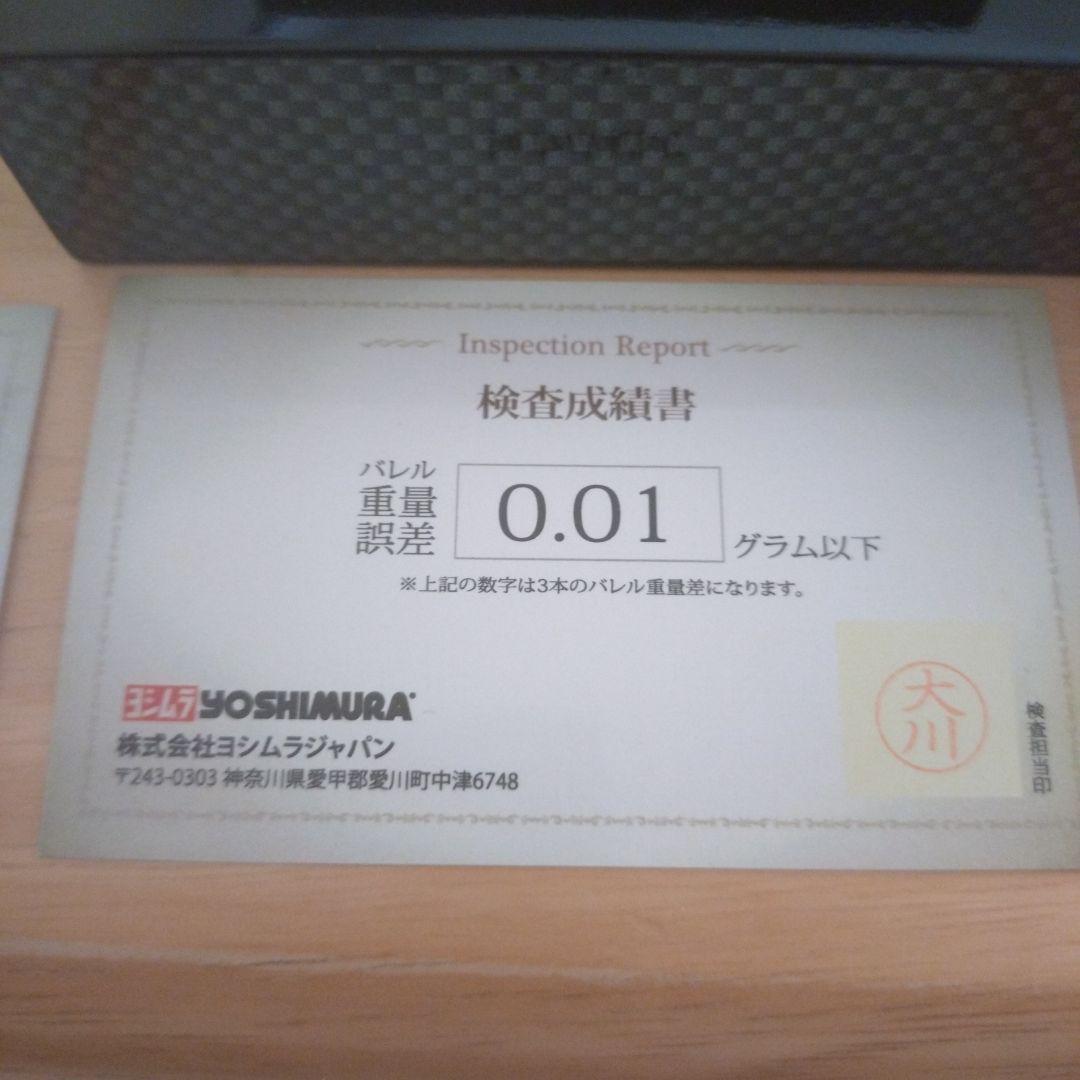 Inspection Report
検査成績書
バレル
重量
誤差
0.01
グラム以下
※上記の数字は3本のバレル重量差になります。
ヨシムラ YOSHIMURA
株式会社ヨシムラジャパン
〒243-0303 神奈川県愛甲郡愛川町中津6748
大川
検査担当印